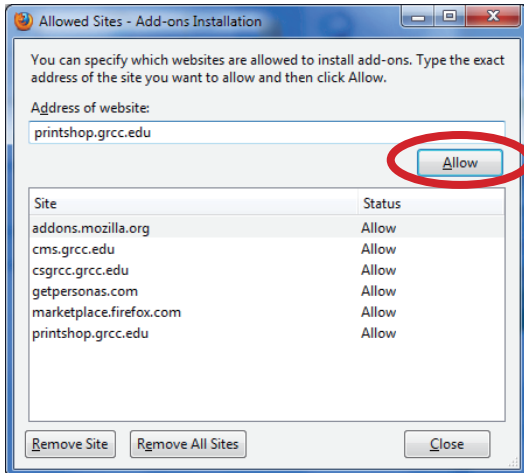 Allowed Sites - Add-ons Installation
You can specify which websites are allowed to install add-ons. Type the exact
address of the site you want to allow and then click Allow.
Address of website:
printshop.grcc.edu
Allow
Site Status
addons.mozilla.org Allow
cms.grcc.edu Allow
csgrcc.grcc.edu Allow
getpersonas.com Allow
marketplace.firefox.com Allow
printshop.grcc.edu Allow
Remove Site Remove All Sites Close